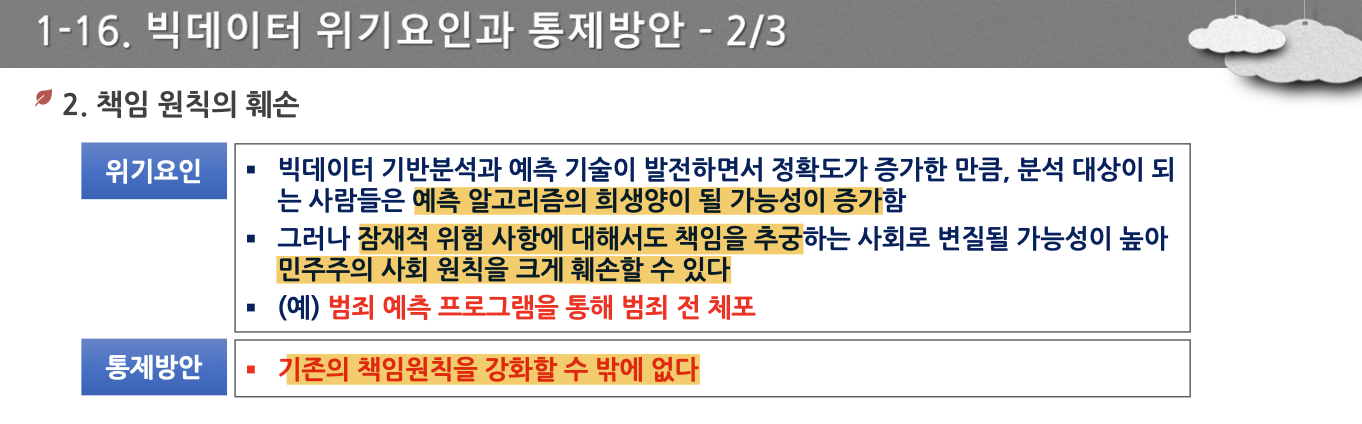 1-16. 빅데이터 위기요인과 통제방안 - 2/3
2. 책임 원칙의 훼손
위기요인
▪ 빅데이터 기반분석과 예측 기술이 발전하면서 정확도가 증가한 만큼, 분석 대상이 되
는 사람들은 예측 알고리즘의 희생양이 될 가능성이 증가함
▪ 그러나 잠재적 위험 사항에 대해서도 책임을 추궁하는 사회로 변질될 가능성이 높아
민주주의 사회 원칙을 크게 훼손할 수 있다
▪ (예) 범죄 예측 프로그램을 통해 범죄 전 체포
통제방안
▪ 기존의 책임원칙을 강화할 수 밖에 없다